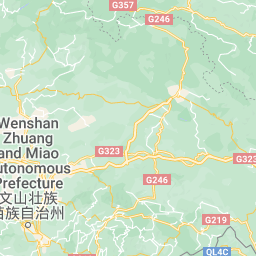 G357
G246
Wenshan
Zhuang
and Miao
Autonomous
Prefecture
文山壮族
苗族自治州
G323
G323
G246
G219
QL4C